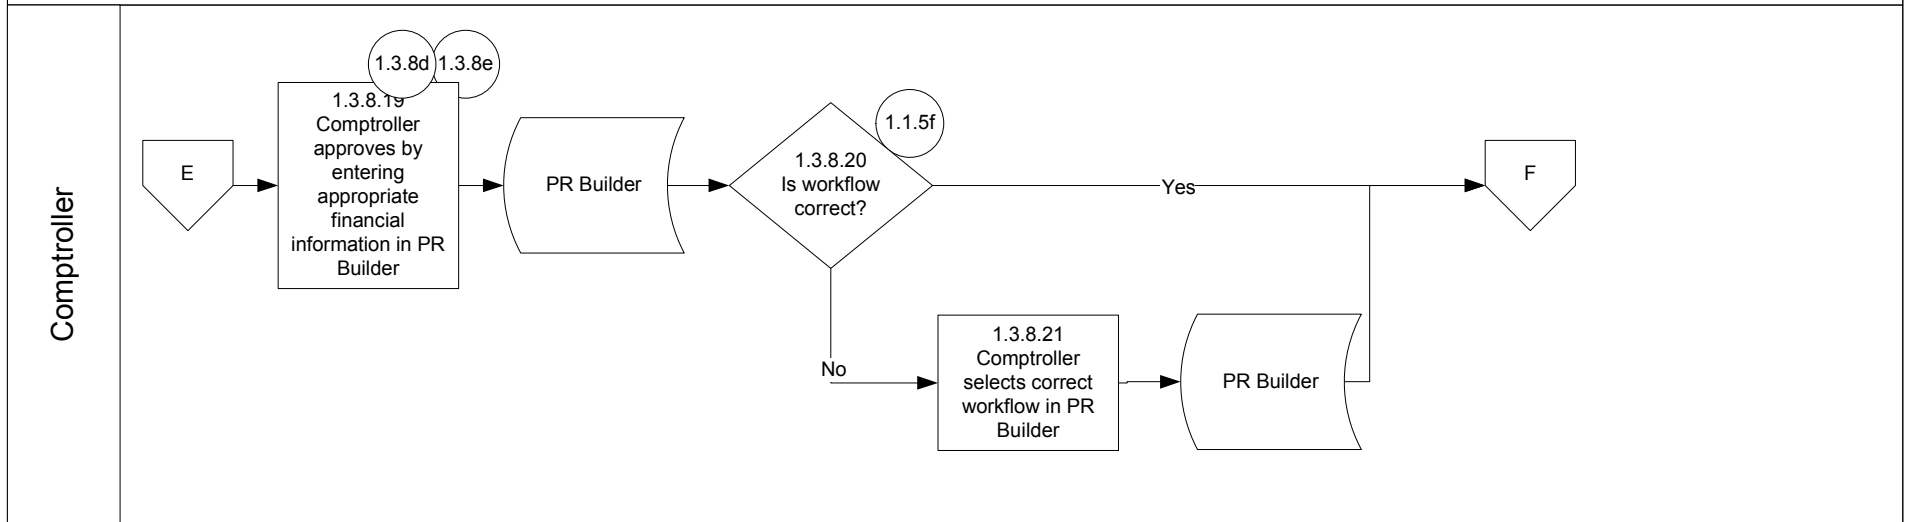 Comptroller
E
1.3.8d
1.3.8e
1.3.8.19
Comptroller
approves by
entering
appropriate
financial
information in PR
Builder
PR Builder
1.1.5f
1.3.8.20
Is workflow
correct?
Yes
F
No
1.3.8.21
Comptroller
selects correct
workflow in PR
Builder
PR Builder